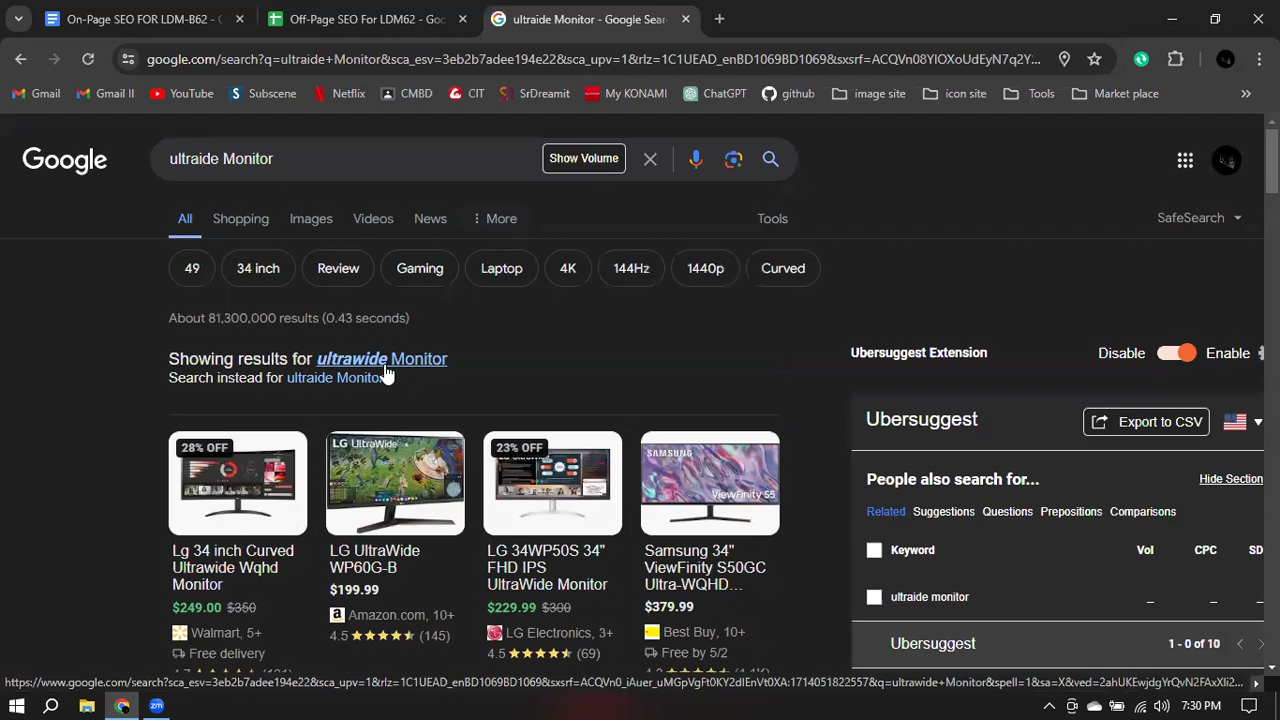 On-Page SEO FOR LDM-B62 - G
Off-Page SEO For LDM62 - Goo
ultraide Monitor - Google Sear
google.com/search?q=ultraide+Monitor&sca_esv=3eb2b7adee194e22&sca_upv=1&rlz=1C1UEAD_enBD1069BD1069&sxsrf=ACQVn08YIOXoUdEyN7q2Y...
Gmail
Gmail II
YouTube
Subscene
Netflix
CMBD
CIT
SrDreamit
My KONAMI
ChatGPT
github
image site
icon site
Tools
Market place
Google
ultraide Monitor
Show Volume
All
Shopping
Images
Videos
News
More
Tools
SafeSearch
49
34 inch
Review
Gaming
Laptop
4K
144Hz
1440p
Curved
About 81,300,000 results (0.43 seconds)
Showing results for ultrawide Monitor
Search instead for ultraide Monitor
Ubersuggest Extension
Disable
Enable
28% OFF
LG UltraWide
23% OFF
LG UltraWide
SAMSUNG
ViewFinity S5
Lg 34 inch Curved
Ultrawide Wqhd
Monitor
$249.00 $350
Walmart, 5+
Free delivery
LG UltraWide
WP60G-B
$199.99
Amazon.com, 10+
4.5 (145)
LG 34WP50S 34"
FHD IPS
UltraWide Monitor
$229.99 $300
LG Electronics, 3+
4.5 (69)
Samsung 34"
ViewFinity S50GC
Ultra-WQHD...
$379.99
Best Buy, 10+
Free by 5/2
Ubersuggest
Export to CSV
People also search for...
Hide Section
Related
Suggestions
Questions
Prepositions
Comparisons
Keyword
Vol
CPC
SD
ultraide monitor
Ubersuggest
1 - 0 of 10
7:30 PM